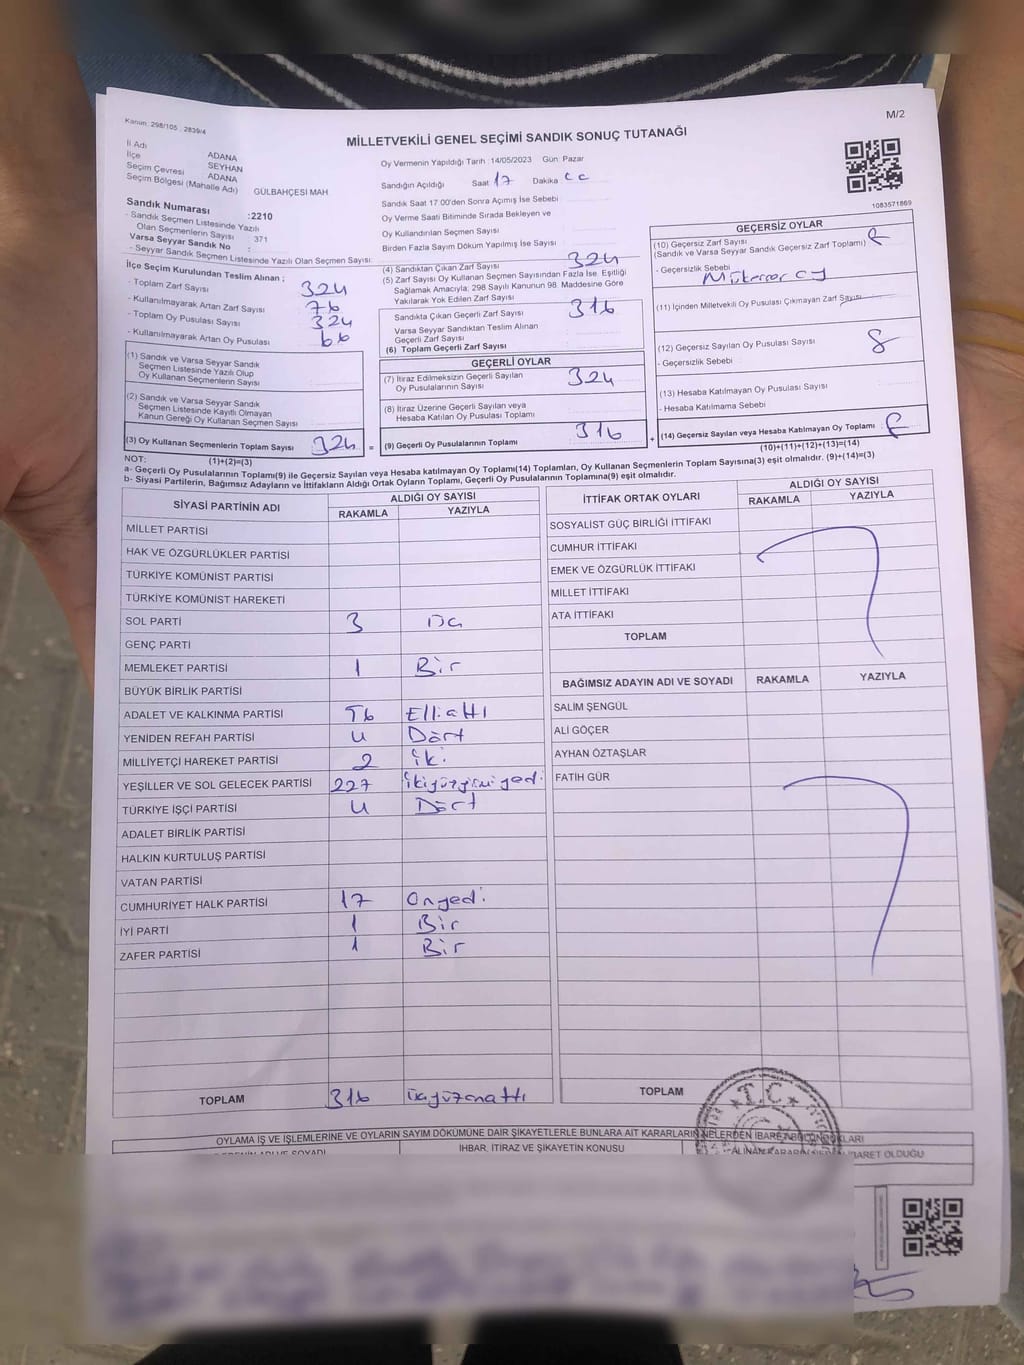 Kanun: 298/105 ; 2839/4
M/2
MİLLETVEKİLİ GENEL SEÇİMİ SANDIK SONUÇ TUTANAĞI
İl Adı ADANA
İlçe SEYHAN
Seçim Çevresi ADANA
Seçim Bölgesi (Mahalle Adı) GÜLBAHÇESİ MAH
Sandık Numarası :2210
- Sandık Seçmen Listesinde Yazılı
Olan Seçmenlerin Sayısı 371
Varsa Seyyar Sandık No :
- Seyyar Sandık Seçmen Listesinde Yazılı Olan Seçmen Sayısı:
Oy Vermenin Yapıldığı Tarih :14/05/2023 Gün: Pazar
Sandığın Açıldığı Saat 17 Dakika
Sandık Saat 17.00'den Sonra Açımış İse Sebebi
Oy Verme Saati Bitiminde Sırada Bekleyen ve
Oy Kullandırılan Seçmen Sayısı
Birden Fazla Sayım Döküm Yapılmış İse Sayısı
1083571869
İlçe Seçim Kurulundan Teslim Alınan :
- Toplam Zarf Sayısı 324
- Kullanılmayarak Artan Zarf Sayısı 76
- Toplam Oy Pusulası Sayısı 324
- Kullanılmayarak Artan Oy Pusulası 66
(1) Sandık ve Varsa Seyyar Sandık
Seçmen Listesinde Yazılı Olup
Oy Kullanan Seçmenlerin Sayısı
(2) Sandık ve Varsa Seyyar Sandık
Seçmen Listesinde Kayıtlı Olmayan
Kanun Gereği Oy Kullanan Seçmen Sayısı
(3) Oy Kullanan Seçmenlerin Toplam Sayısı 324 =
(1)+(2)=(3)
(4) Sandıktan Çıkan Zarf Sayısı 324
(5) Zarf Sayısı Oy Kullanan Seçmen Sayısından Fazla İse, Eşitliği
Sağlamak Amacıyla; 298 Sayılı Kanunun 98. Maddesine Göre
Yakılarak Yok Edilen Zarf Sayısı
Sandıkta Çıkan Geçerli Zarf Sayısı 316
Varsa Seyyar Sandıktan Teslim Alınan
Geçerli Zarf Sayısı
(6) Toplam Geçerli Zarf Sayısı
GEÇERLİ OYLAR
(7) İtiraz Edilmeksizin Geçerli Sayılan
Oy Pusulalarının Sayısı 324
(8) İtiraz Üzerine Geçerli Sayılan veya
Hesaba Katılan Oy Pusulası Toplamı
(9) Geçerli Oy Pusulalarının Toplamı 316 +
GEÇERSİZ OYLAR
(10) Geçersiz Zarf Sayısı
(Sandık ve Varsa Seyyar Sandık Geçersiz Zarf Toplamı)
- Geçersizlik Sebebi Mükerrer oy
(11) İçinden Milletvekili Oy Pusulası Çıkmayan Zarf Sayısı
(12) Geçersiz Sayılan Oy Pusulası Sayısı 8
- Geçersizlik Sebebi
(13) Hesaba Katılmayan Oy Pusulası Sayısı
- Hesaba Katılmama Sebebi
(14) Geçersiz Sayılan veya Hesaba Katılmayan Oy Toplamı
(10)+(11)+(12)+(13)=(14)
NOT:
a- Geçerli Oy Pusulalarının Toplamı(9) ile Geçersiz Sayılan veya Hesaba katılmayan Oy Toplamı(14) Toplamları, Oy Kullanan Seçmenlerin Toplam Sayısına(3) eşit olmalıdır. (9)+(14)=(3)
b- Siyasi Partilerin, Bağımsız Adayların ve İttifakların Aldığı Ortak Oyların Toplamı, Geçerli Oy Pusulalarının Toplamına(9) eşit olmalıdır.
SİYASİ PARTİNİN ADI ALDIĞI OY SAYISI
RAKAMLA YAZIYLA
MİLLET PARTİSİ
HAK VE ÖZGÜRLÜKLER PARTİSİ
TÜRKİYE KOMÜNİST PARTİSİ
TÜRKİYE KOMÜNİST HAREKETİ
SOL PARTİ 3
GENÇ PARTİ
MEMLEKET PARTİSİ 1 Bir
BÜYÜK BİRLİK PARTİSİ
ADALET VE KALKINMA PARTİSİ 56 Elliattı
YENİDEN REFAH PARTİSİ 4 Dört
MİLLİYETÇİ HAREKET PARTİSİ 2 iki
YEŞİLLER VE SOL GELECEK PARTİSİ 227 ikiyüzyirmiyedi
TÜRKİYE İŞÇİ PARTİSİ 4 Dört
ADALET BİRLİK PARTİSİ
HALKIN KURTULUŞ PARTİSİ
VATAN PARTİSİ
CUMHURİYET HALK PARTİSİ 17 Onyedi
İYİ PARTİ 1 Bir
ZAFER PARTİSİ 1 Bir
TOPLAM 316 üçyüzonattı
İTTİFAK ORTAK OYLARI ALDIĞI OY SAYISI
RAKAMLA YAZIYLA
SOSYALİST GÜÇ BİRLİĞİ İTTİFAKI
CUMHUR İTTİFAKI
EMEK VE ÖZGÜRLÜK İTTİFAKI
MİLLET İTTİFAKI
ATA İTTİFAKI
TOPLAM
BAĞIMSIZ ADAYIN ADI VE SOYADI RAKAMLA YAZIYLA
SALİM ŞENGÜL
ALİ GÖÇER
AYHAN ÖZTAŞLAR
FATİH GÜR
TOPLAM
T.C.
OYLAMA İŞ VE İŞLEMLERİNE VE OYLARIN SAYIM DÖKÜMÜNE DAİR ŞİKAYETLERLE BUNLARA AİT KARARLARIN NELERDEN İBARET BULUNDUKLARI
İHBAR, İTİRAZ VE ŞİKAYETİN KONUSU